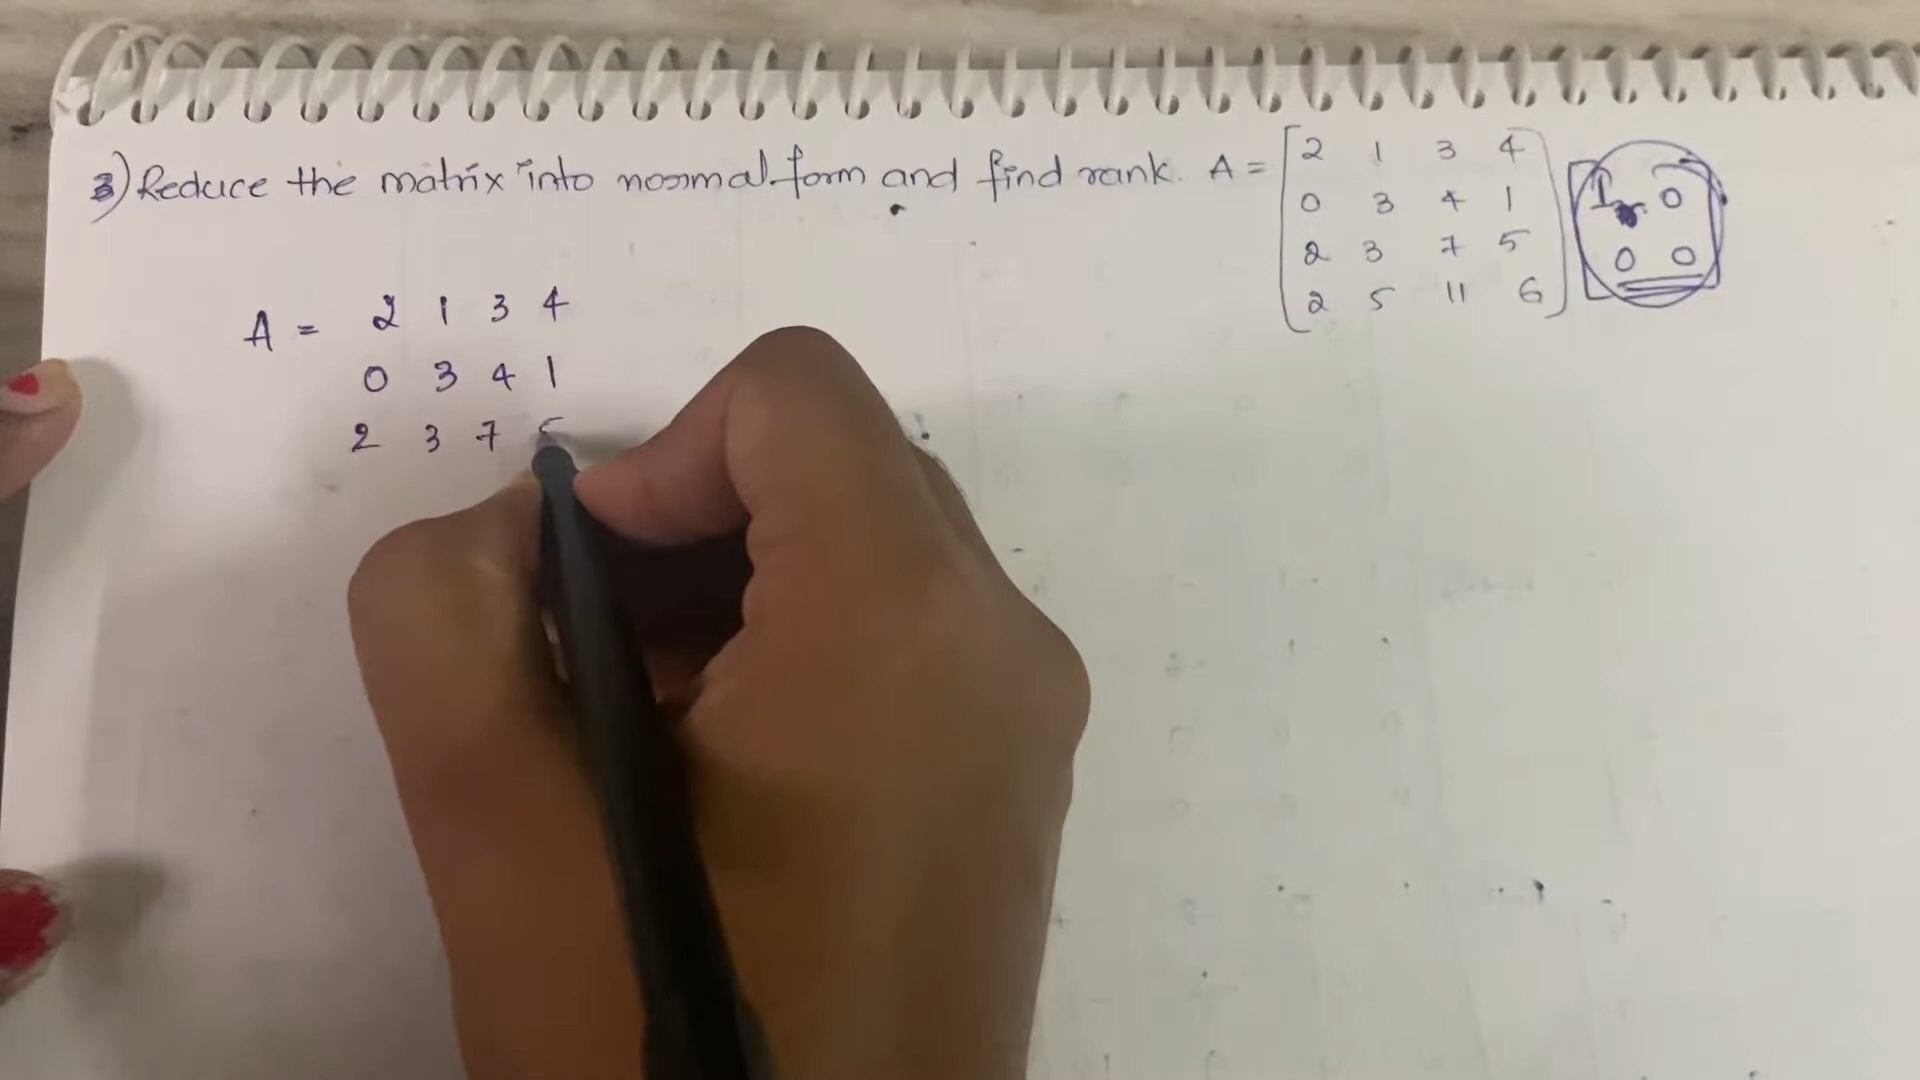 3) Reduce the matrix into normal form and find rank. A =
2 1 3 4
0 3 4 1
2 3 7 5
2 5 11 6
I 0
0 0
A = 2 1 3 4
0 3 4 1
2 3 7 5